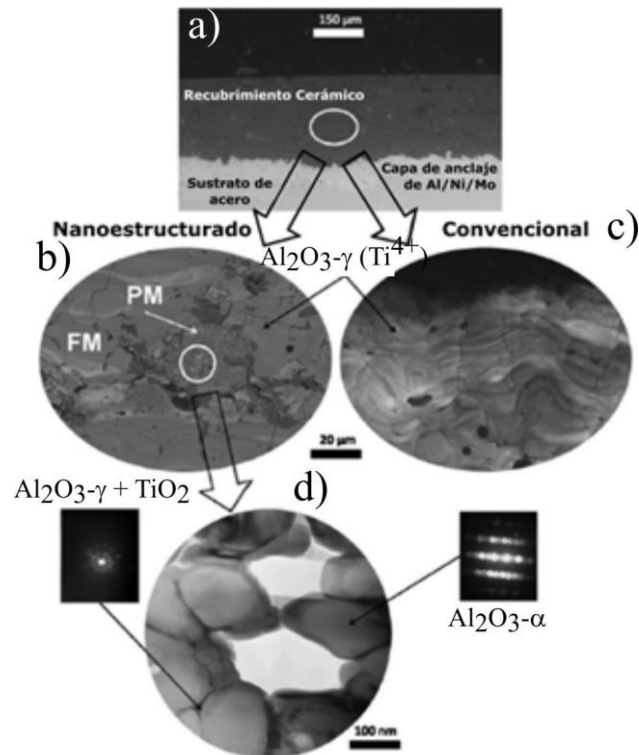 a)
150 µm
Recubrimiento Cerámico
Sustrato de
acero
Capa de anclaje
de Al/Ni/Mo
Nanoestructurado
Convencional
b)
Al2O3-γ (Ti4+)
c)
PM
FM
20 µm
Al2O3-γ + TiO2
d)
Al2O3-α
100 nm